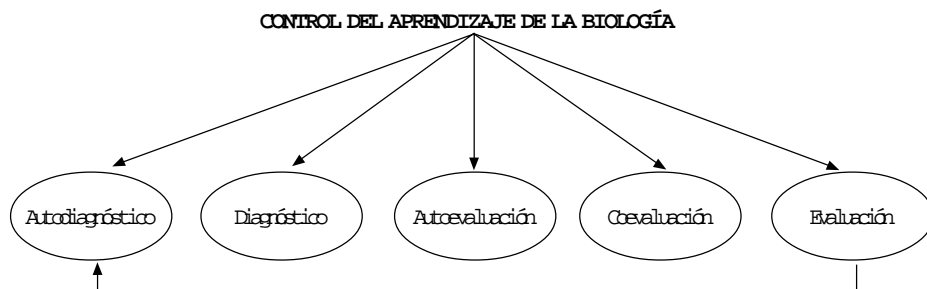 CONTROL DEL APRENDIZAJE DE LA BIOLOGÍA
Autodiagnóstico
Diagnóstico
Autoevaluación
Coevaluación
Evaluación